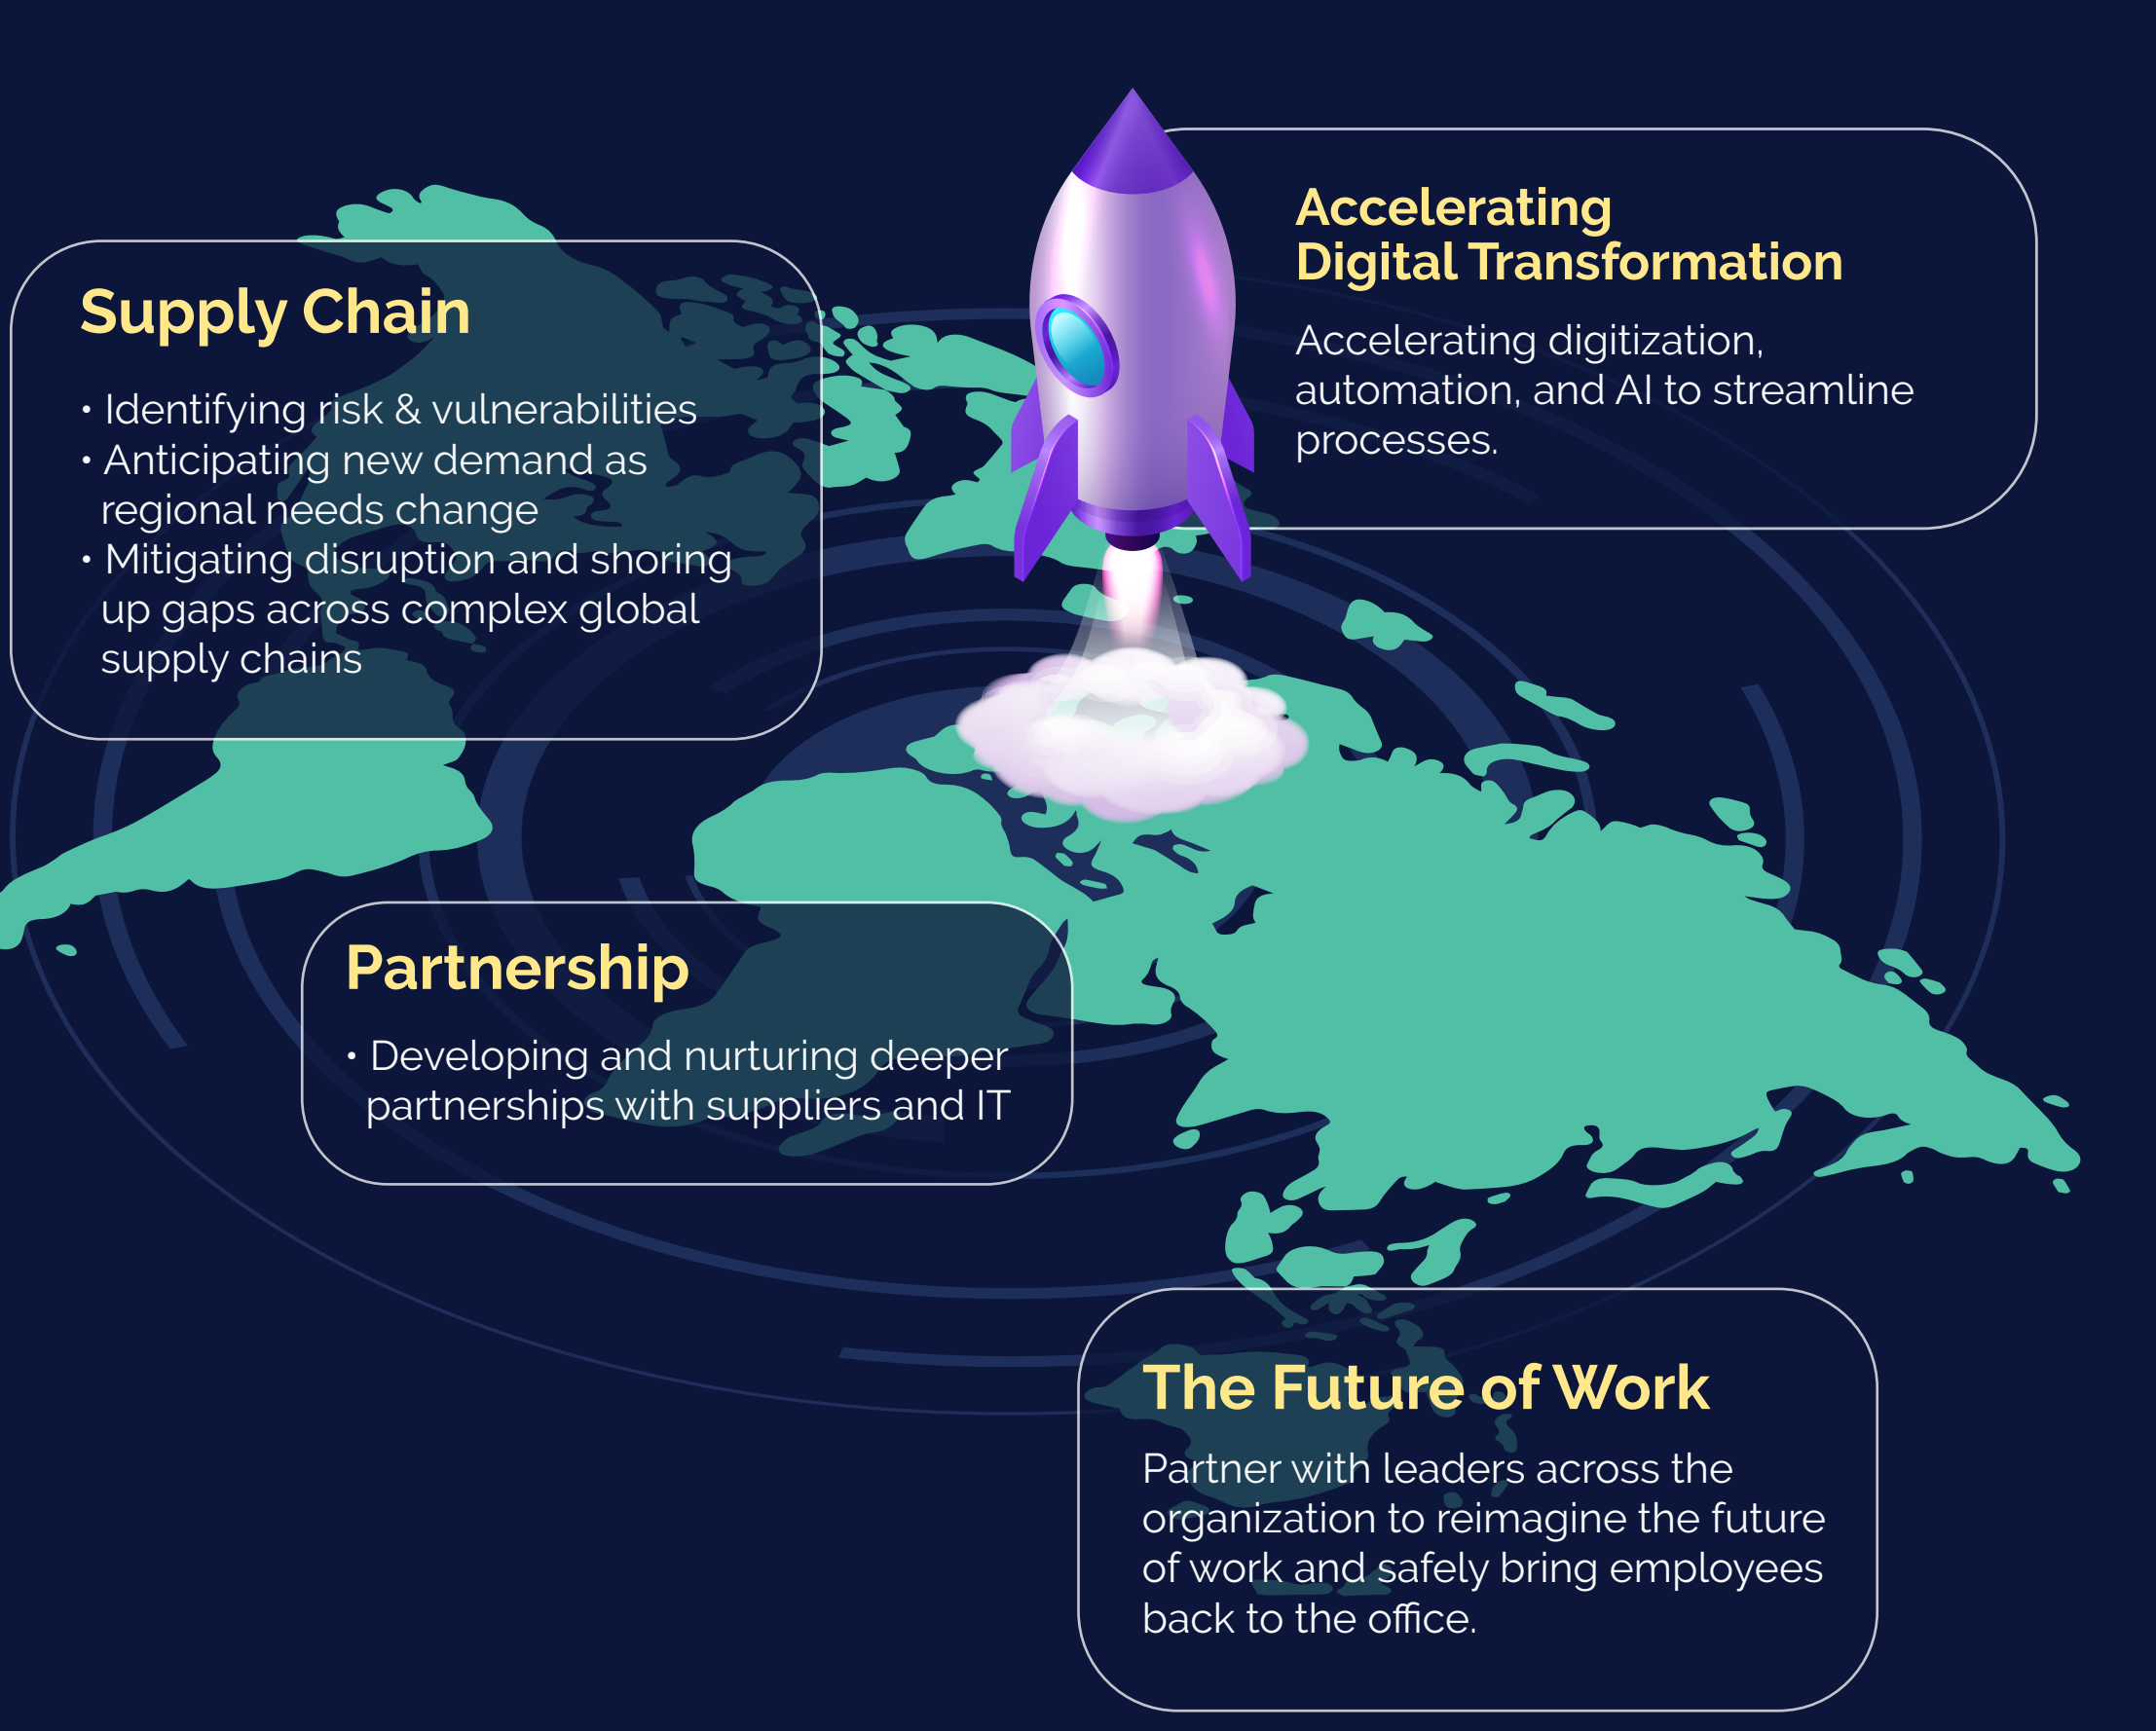 Supply Chain
• Identifying risk & vulnerabilities
• Anticipating new demand as
regional needs change
• Mitigating disruption and shoring
up gaps across complex global
supply chains
Accelerating
Digital Transformation
Accelerating digitization,
automation, and AI to streamline
processes.
Partnership
• Developing and nurturing deeper
partnerships with suppliers and IT
The Future of Work
Partner with leaders across the
organization to reimagine the future
of work and safely bring employees
back to the office.